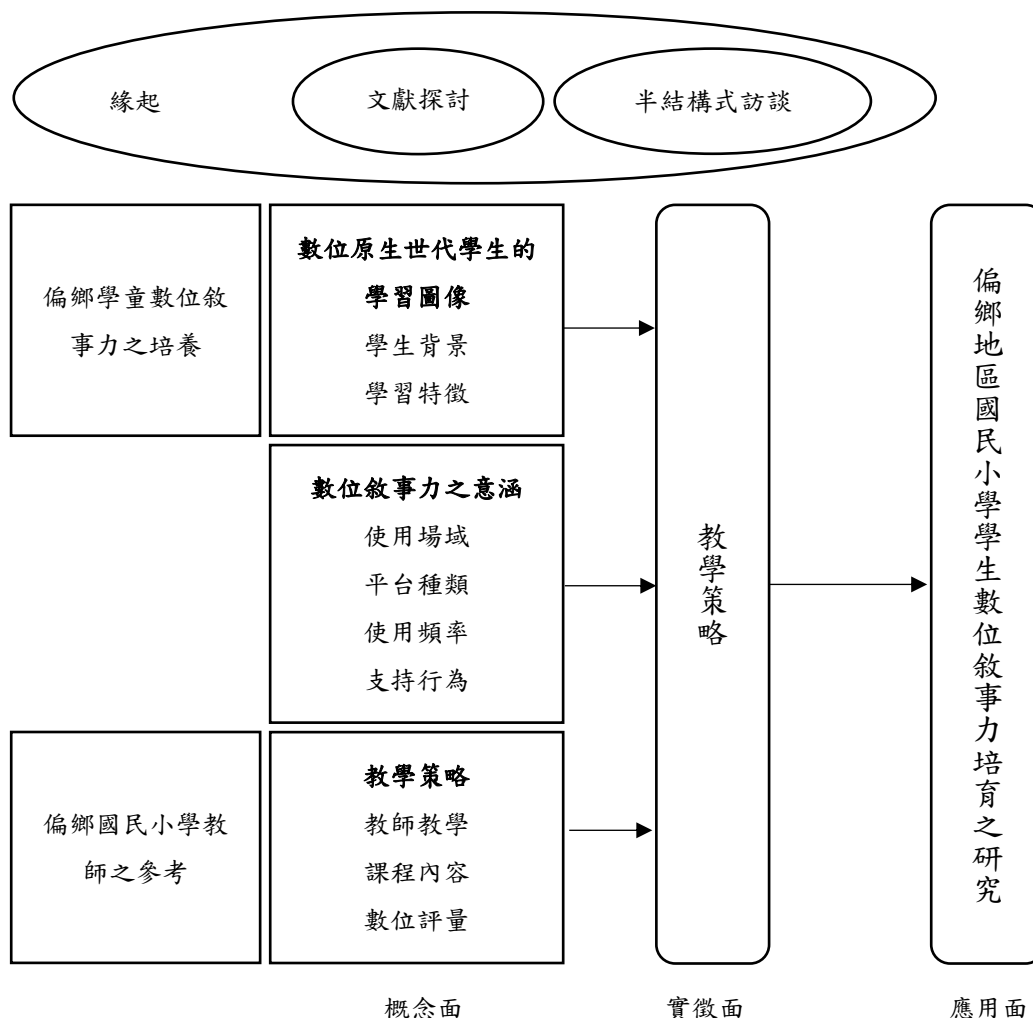 緣起
文獻探討
半結構式訪談
偏鄉學童數位敘
事力之培養
數位原生世代學生的
學習圖像
學生背景
學習特徵
數位敘事力之意涵
使用場域
平台種類
使用頻率
支持行為
偏鄉國民小學教
師之參考
教學策略
教師教學
課程內容
數位評量
教學策略
偏鄉地區國民小學學生數位敘事力培育之研究
概念面
實徵面
應用面